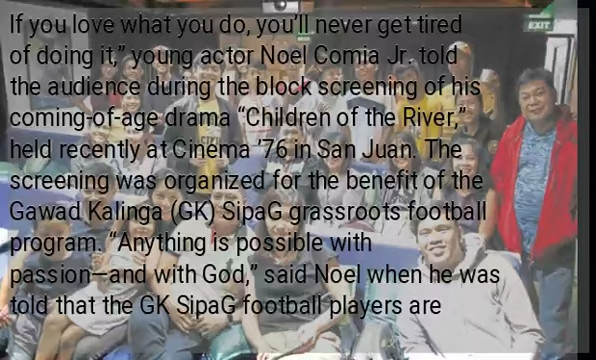 EXIT
If you love what you do, you’ll never get tired
of doing it,” young actor Noel Comia Jr. told
the audience during the block screening of his
coming-of-age drama “Children of the River,”
held recently at Cinema ’76 in San Juan. The
screening was organized for the benefit of the
Gawad Kalinga (GK) SipaG grassroots football
program. “Anything is possible with
passion—and with God,” said Noel when he was
told that the GK SipaG football players are